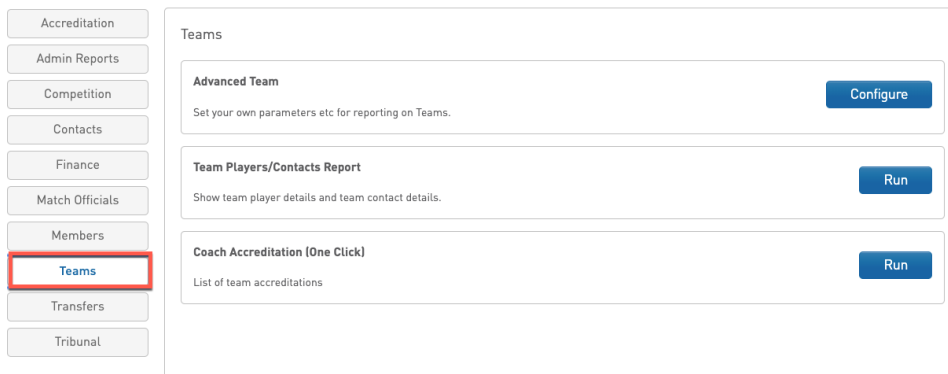 Accreditation
Admin Reports
Competition
Contacts
Finance
Match Officials
Members
Teams
Transfers
Tribunal
Teams
Advanced Team
Set your own parameters etc for reporting on Teams.
Configure
Team Players/Contacts Report
Show team player details and team contact details.
Run
Coach Accreditation (One Click)
List of team accreditations
Run